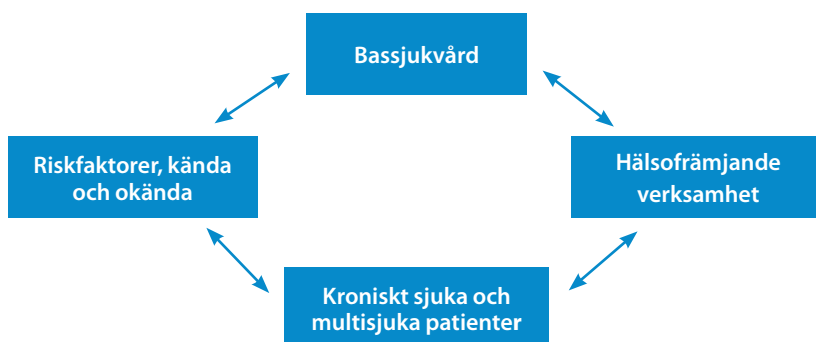 Bassjukvård
Riskfaktorer, kända
och okända
Hälsofrämjande
verksamhet
Kroniskt sjuka och
multisjuka patienter